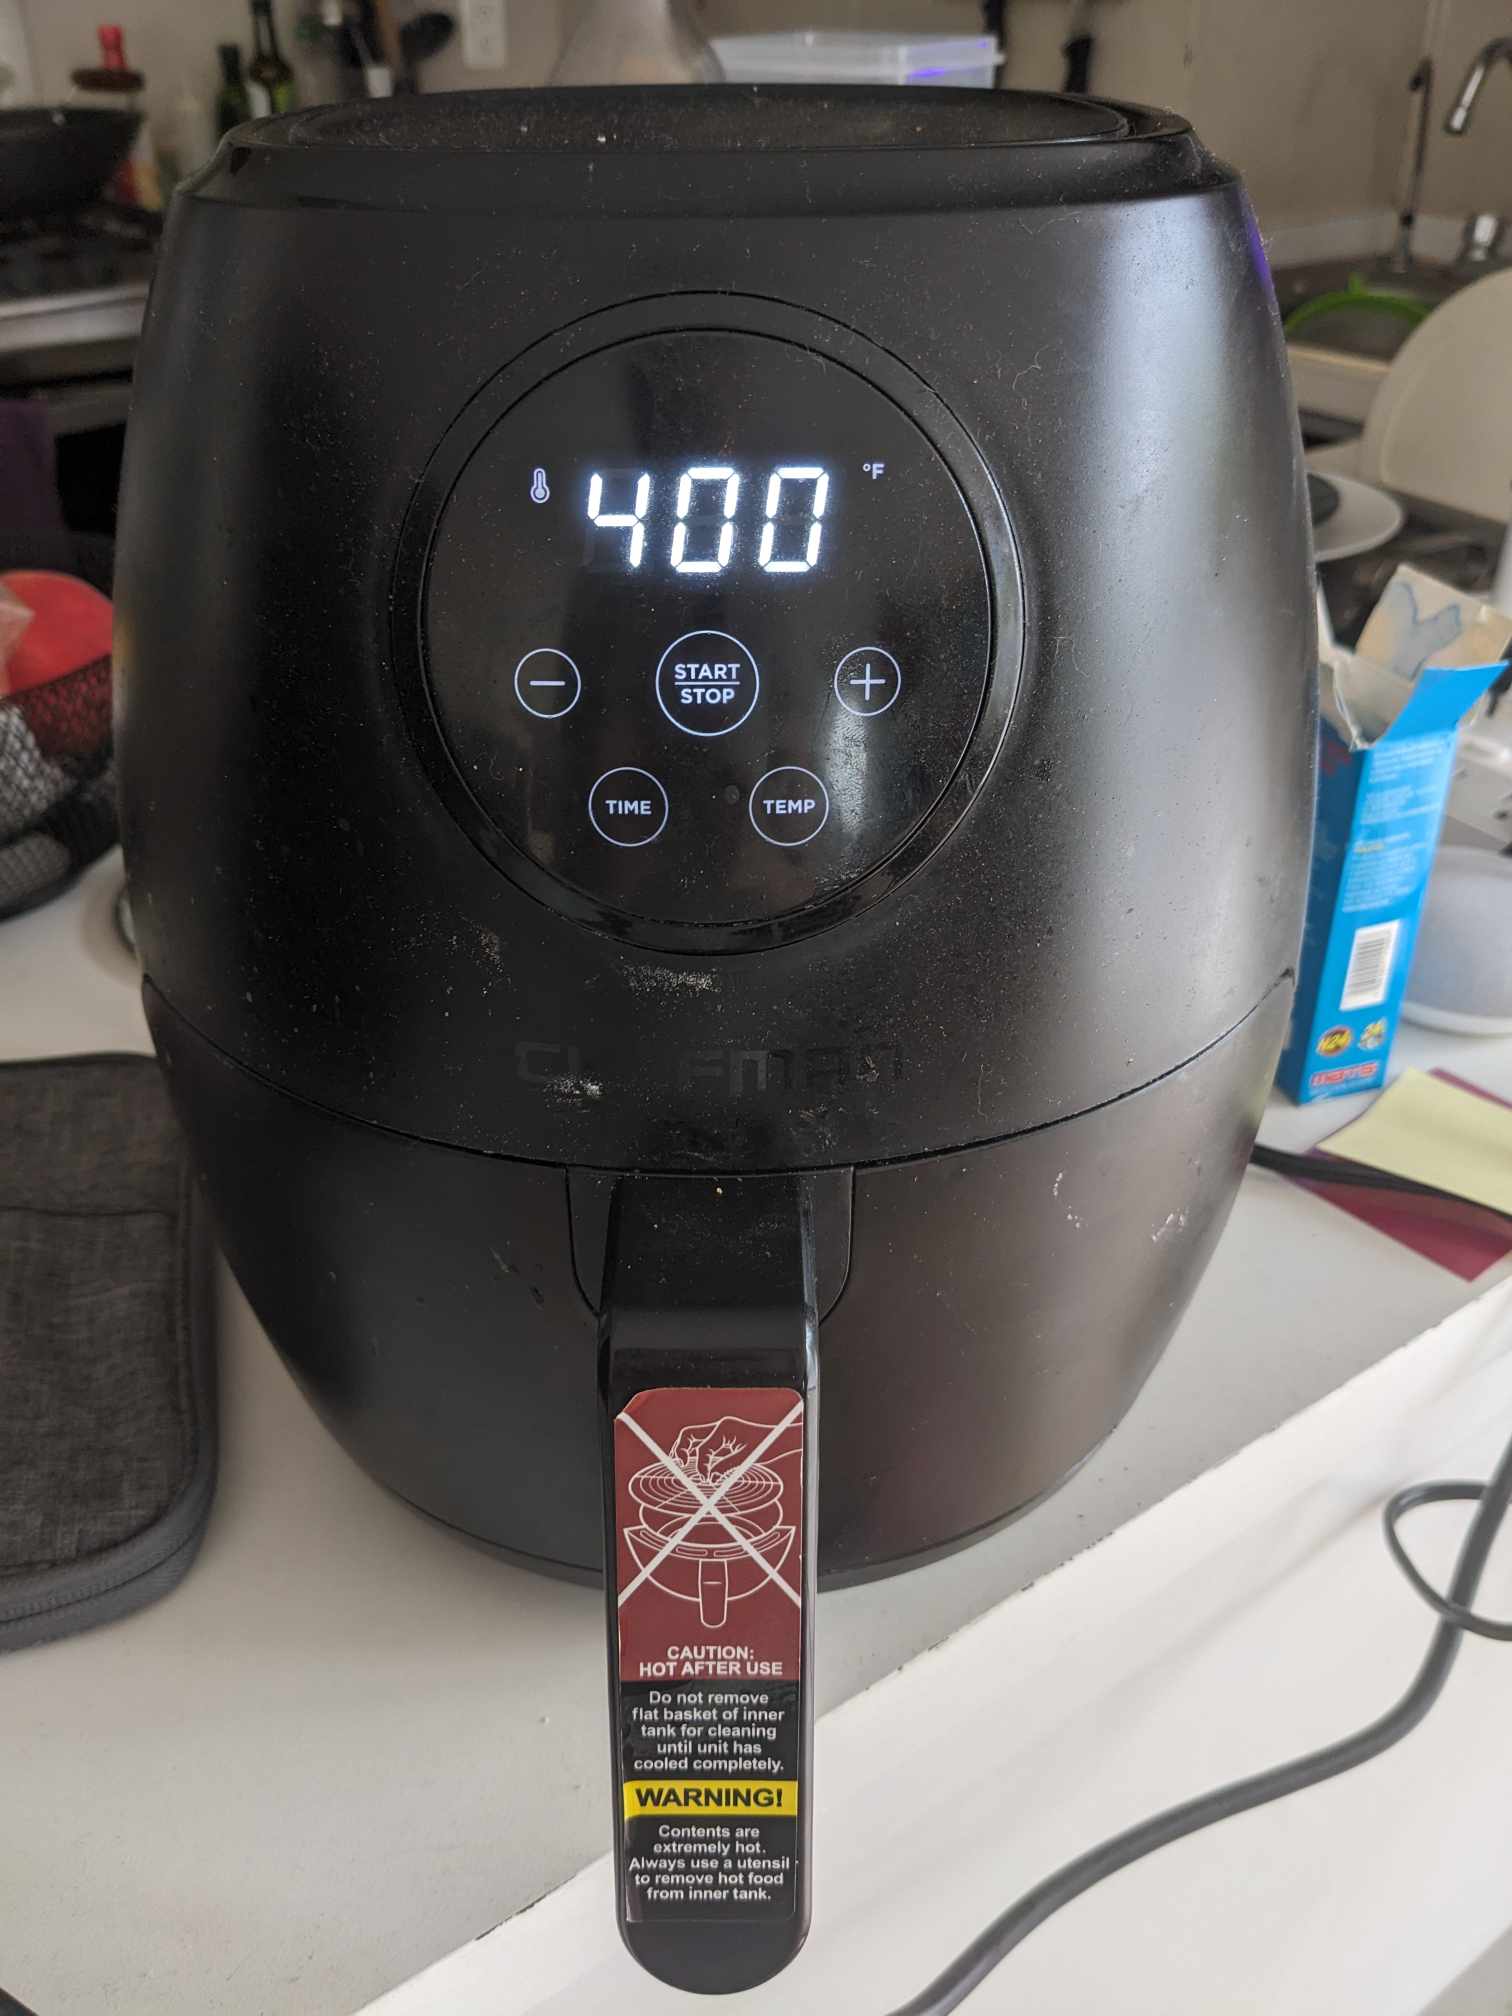 400 °F
START
STOP
TIME
TEMP
CAUTION:
HOT AFTER USE
Do not remove
flat basket of inner
tank for cleaning
until unit has
cooled completely.
WARNING!
Contents are
extremely hot.
Always use a utensil
to remove hot food
from inner tank.